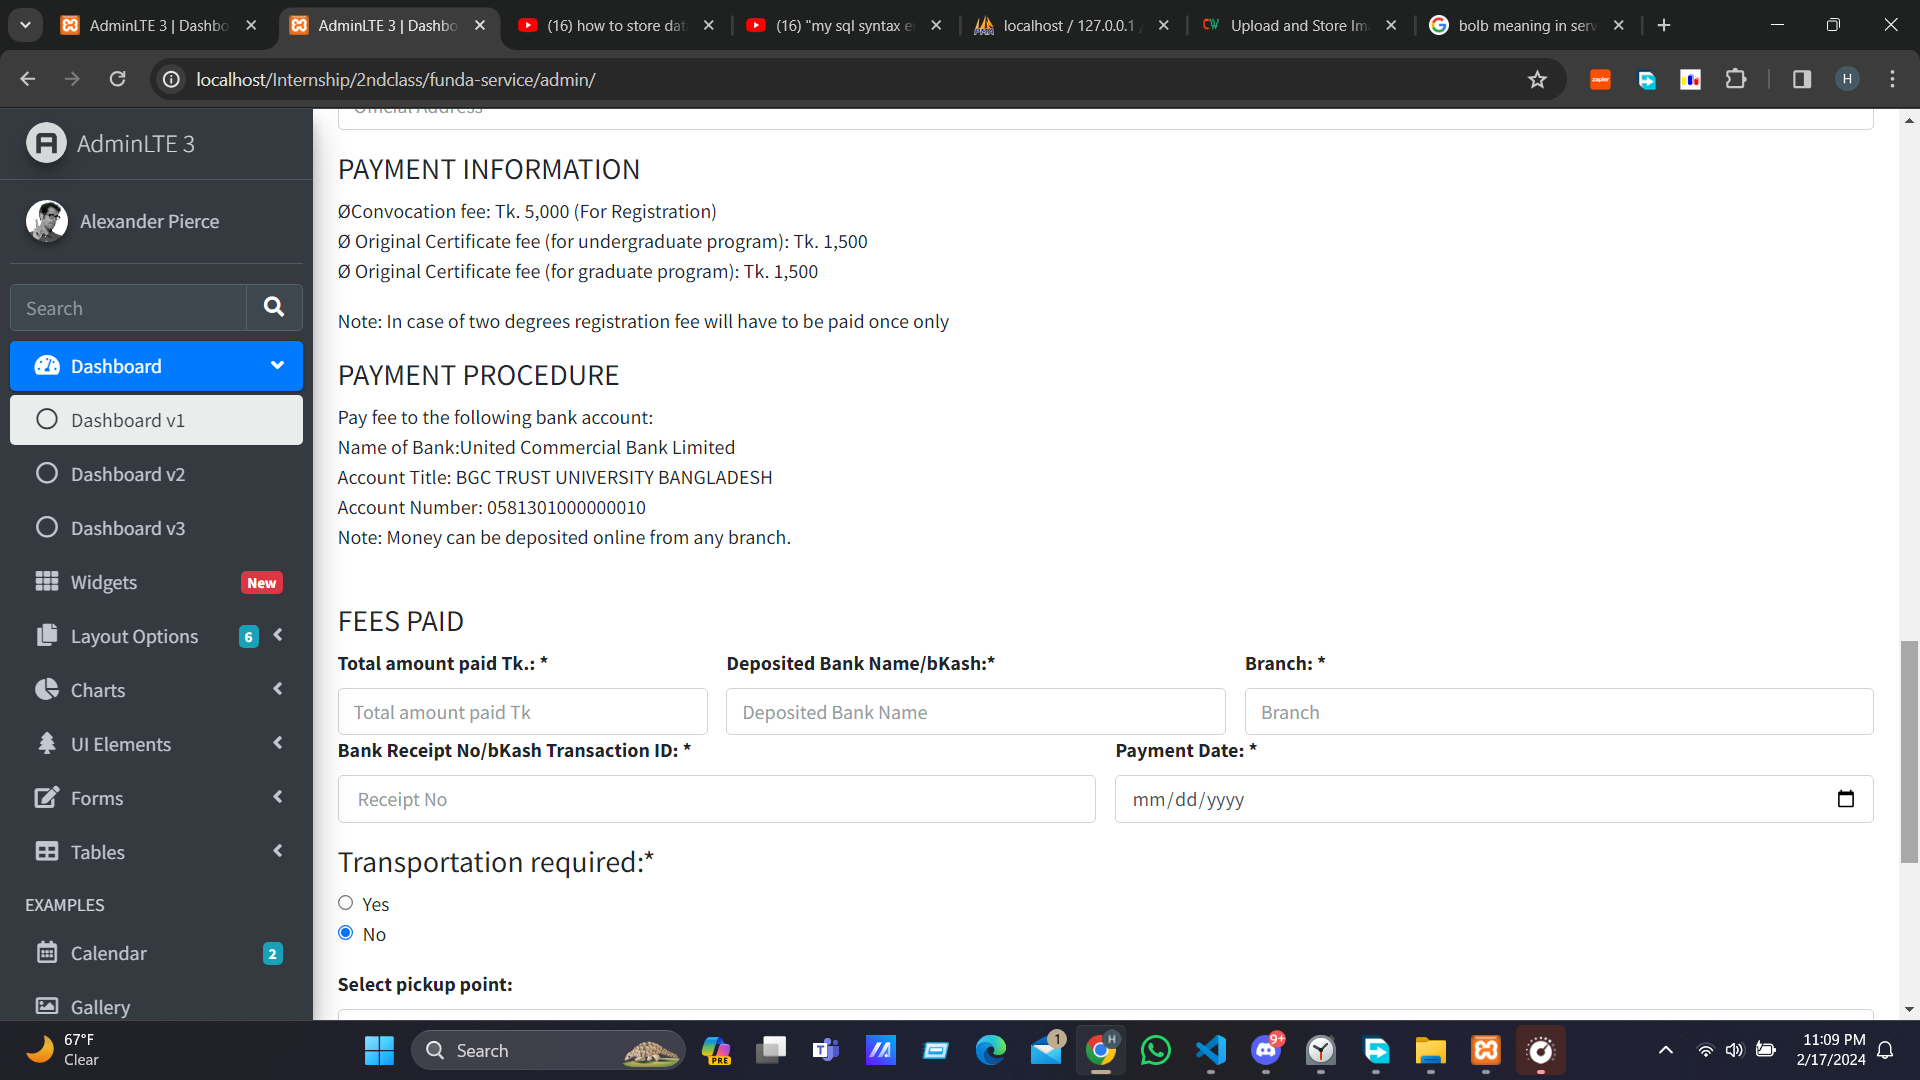 AdminLTE 3 | Dashbo
AdminLTE 3 | Dashbo
(16) how to store dat
(16) "my sql syntax e
localhost / 127.0.0.1 /
CW
Upload and Store Im
bolb meaning in serv
localhost/Internship/2ndclass/funda-service/admin/
zapier
H
AdminLTE 3
Alexander Pierce
Search
Dashboard
Dashboard v1
Dashboard v2
Dashboard v3
Widgets
New
Layout Options
6
Charts
UI Elements
Forms
Tables
EXAMPLES
Calendar
2
Gallery
Official Address
PAYMENT INFORMATION
ØConvocation fee: Tk. 5,000 (For Registration)
Ø Original Certificate fee (for undergraduate program): Tk. 1,500
Ø Original Certificate fee (for graduate program): Tk. 1,500
Note: In case of two degrees registration fee will have to be paid once only
PAYMENT PROCEDURE
Pay fee to the following bank account:
Name of Bank:United Commercial Bank Limited
Account Title: BGC TRUST UNIVERSITY BANGLADESH
Account Number: 0581301000000010
Note: Money can be deposited online from any branch.
FEES PAID
Total amount paid Tk.: *
Deposited Bank Name/bKash:*
Branch: *
Total amount paid Tk
Deposited Bank Name
Branch
Bank Receipt No/bKash Transaction ID: *
Payment Date: *
Receipt No
mm/dd/yyyy
Transportation required:*
Yes
No
Select pickup point:
67°F
Clear
Search
PRE
1
H
9+
11:09 PM
2/17/2024